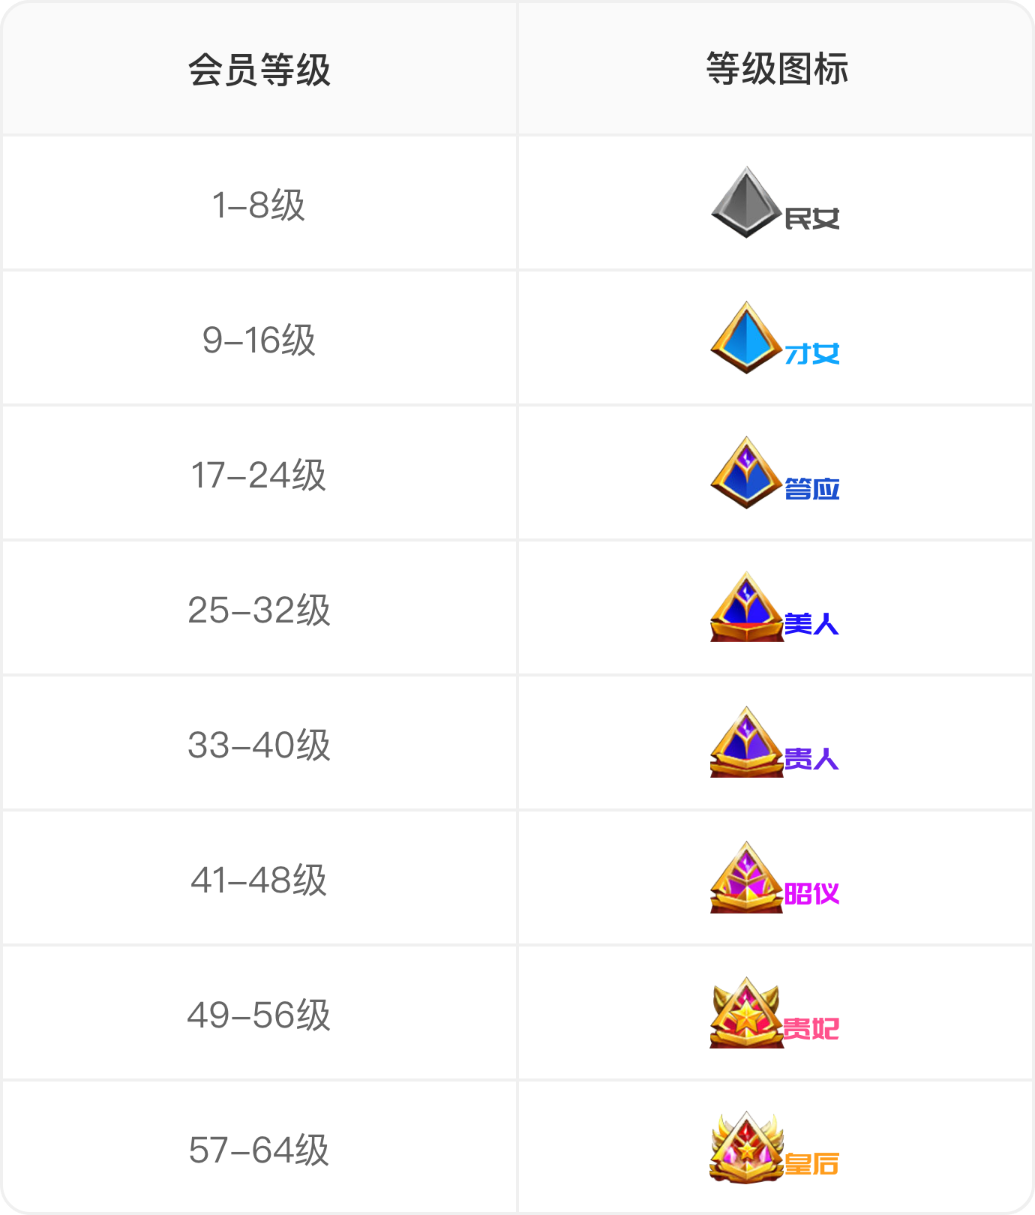 会员等级 等级图标
1–8级 民女
9–16级 才女
17–24级 答应
25–32级 美人
33–40级 贵人
41–48级 昭仪
49–56级 贵妃
57–64级 皇后